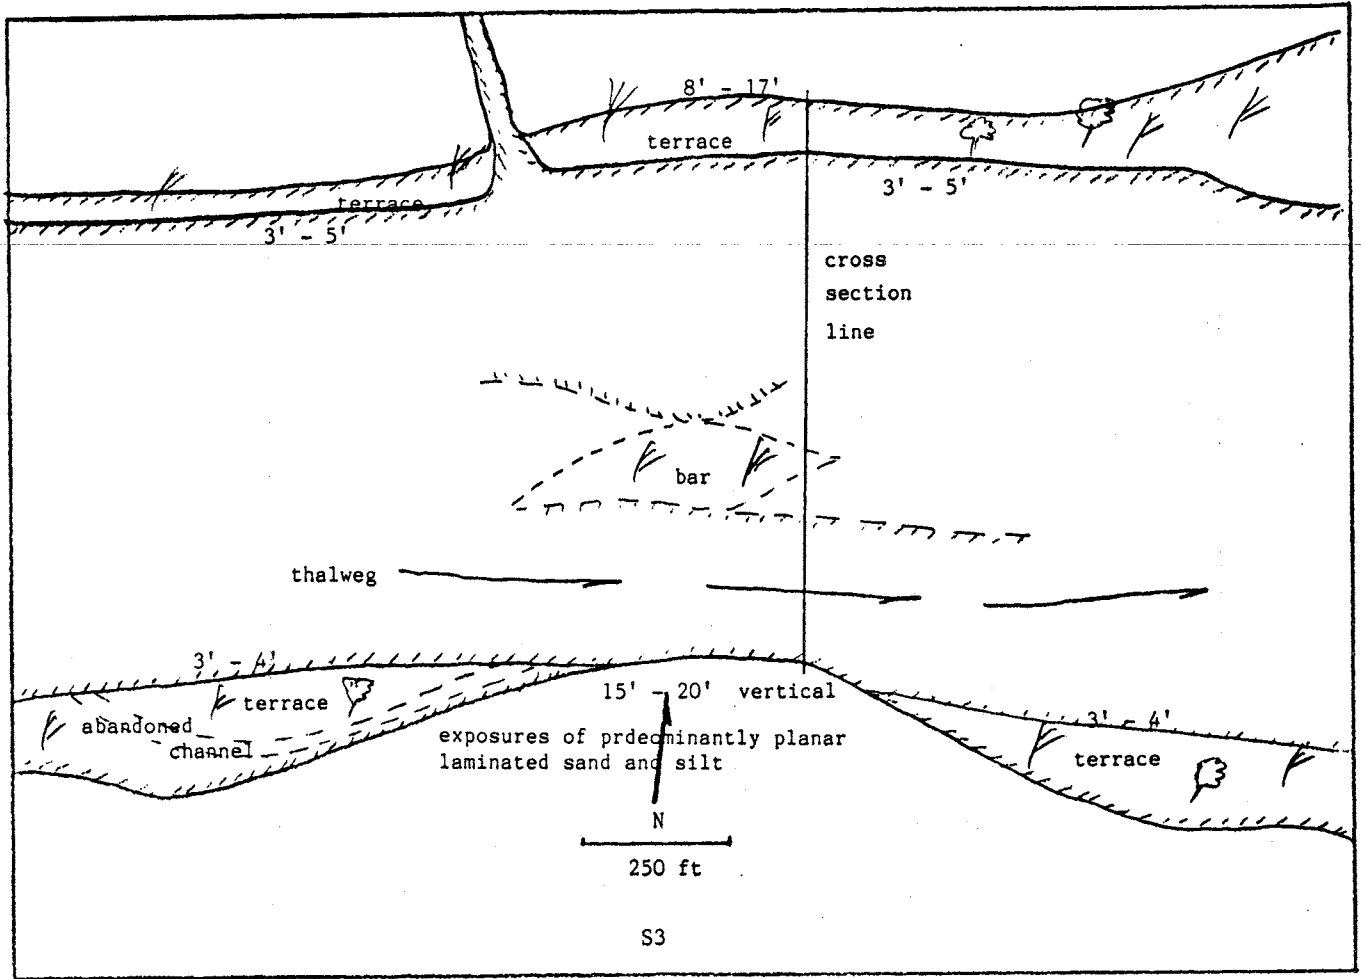 8' - 17'
terrace
terrace
3' - 5'
3' - 5'
cross
section
line
bar
thalweg
3' - 4'
terrace
abandoned
channel
15' - 20' vertical
exposures of prdeominantly planar
laminated sand and silt
3' - 4'
terrace
N
250 ft
S3